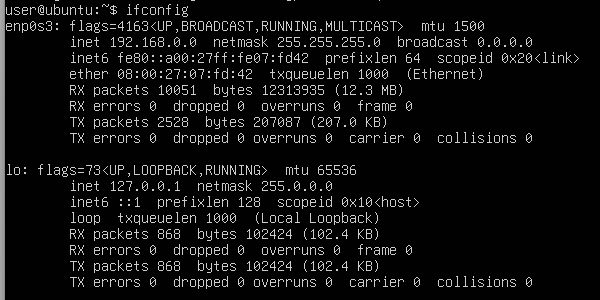 user@ubuntu:~$ ifconfig
enp0s3: flags=4163<UP,BROADCAST,RUNNING,MULTICAST>  mtu 1500
        inet 192.168.0.0  netmask 255.255.255.0  broadcast 0.0.0.0
        inet6 fe80::a00:27ff:fe07:fd42  prefixlen 64  scopeid 0x20<link>
        ether 08:00:27:07:fd:42  txqueuelen 1000  (Ethernet)
        RX packets 10051  bytes 12313935 (12.3 MB)
        RX errors 0  dropped 0  overruns 0  frame 0
        TX packets 2528  bytes 207087 (207.0 KB)
        TX errors 0  dropped 0 overruns 0  carrier 0  collisions 0

lo: flags=73<UP,LOOPBACK,RUNNING>  mtu 65536
        inet 127.0.0.1  netmask 255.0.0.0
        inet6 ::1  prefixlen 128  scopeid 0x10<host>
        loop  txqueuelen 1000  (Local Loopback)
        RX packets 868  bytes 102424 (102.4 KB)
        RX errors 0  dropped 0  overruns 0  frame 0
        TX packets 868  bytes 102424 (102.4 KB)
        TX errors 0  dropped 0 overruns 0  carrier 0  collisions 0